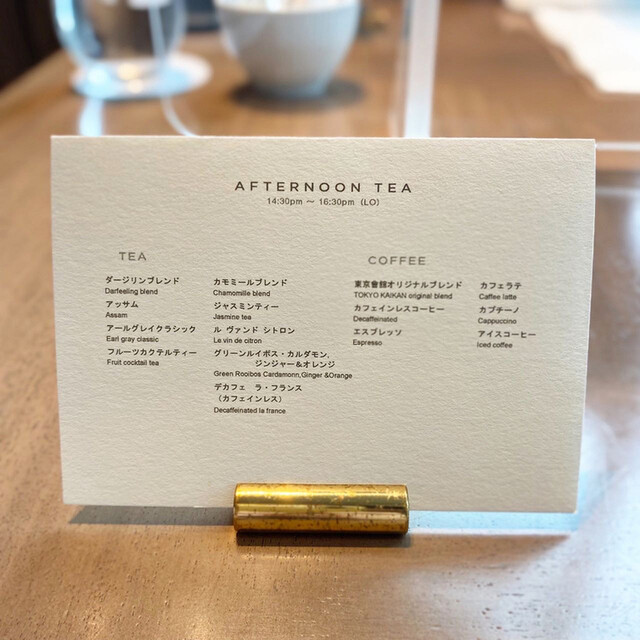 AFTERNOON TEA
14:30pm ～ 16:30pm (LO)
TEA
ダージリンブレンド
Darfeeling blend
アッサム
Assam
アールグレイクラシック
Earl gray classic
フルーツカクテルティー
Fruit cocktail tea
カモミールブレンド
Chamomille blend
ジャスミンティー
Jasmine tea
ル ヴァンド シトロン
Le vin de citron
グリーンルイボス・カルダモン,
ジンジャー&オレンジ
Green Rooibos Cardamonn,Ginger &Orange
デカフェ ラ・フランス
（カフェインレス）
Decaffeinated la france
COFFEE
東京會舘オリジナルブレンド
TOKYO KAIKAN original blend
カフェインレスコーヒー
Decaffeinated
エスプレッソ
Espresso
カフェラテ
Caffee latte
カプチーノ
Cappuccino
アイスコーヒー
Iced coffee